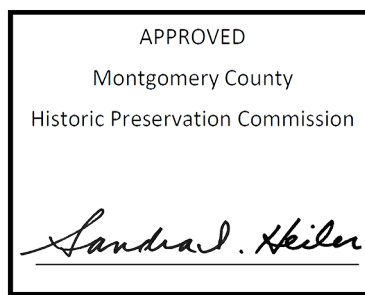 APPROVED
Montgomery County
Historic Preservation Commission
Sandra I. Heiler